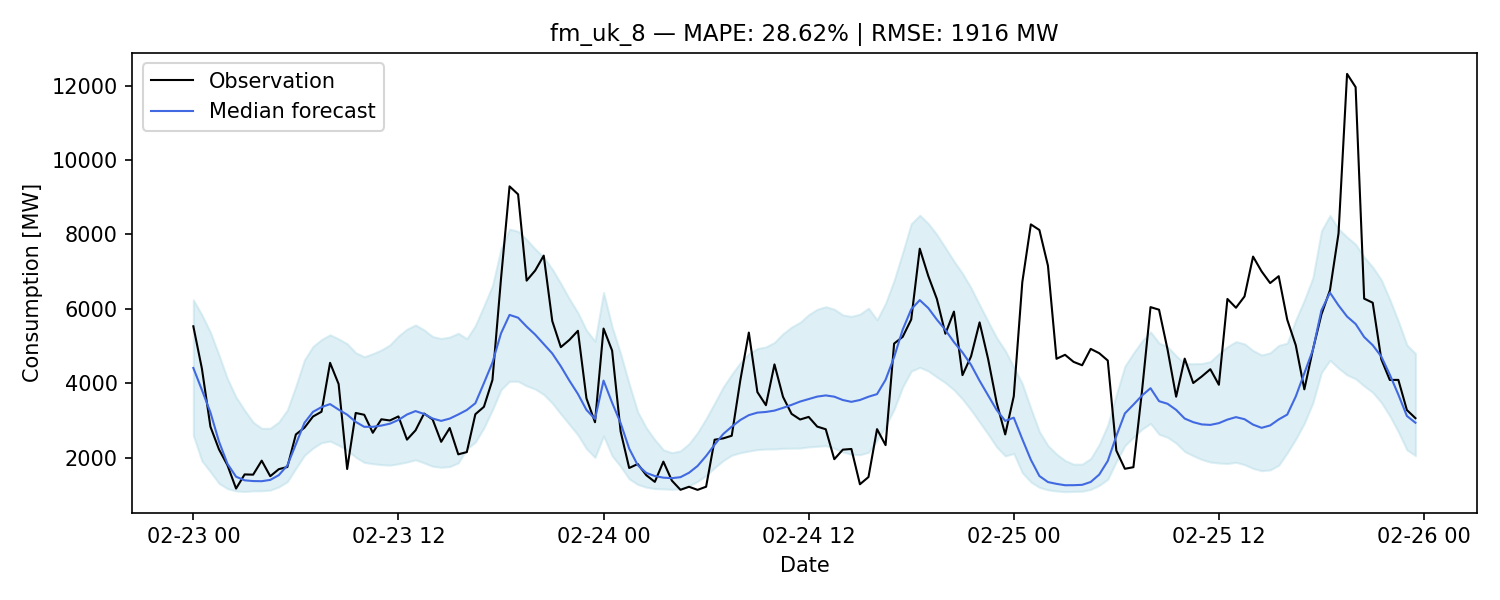 fm_uk_8 — MAPE: 28.62% | RMSE: 1916 MW
Observation
Median forecast
Consumption [MW]
12000
10000
8000
6000
4000
2000
02-23 00
02-23 12
02-24 00
02-24 12
02-25 00
02-25 12
02-26 00
Date